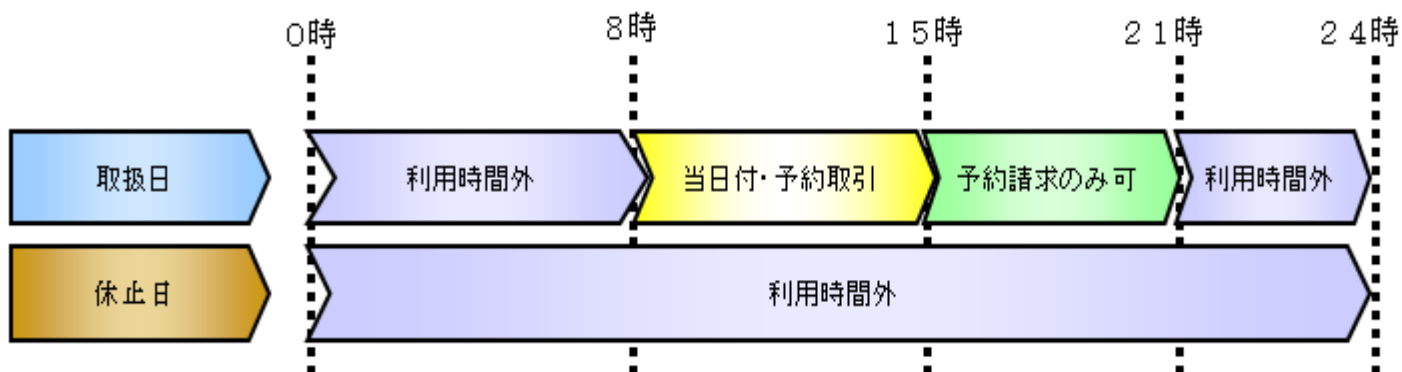 0時 8時 15時 21時 24時
取扱日 利用時間外 当日付・予約取引 予約請求のみ可 利用時間外
休止日 利用時間外